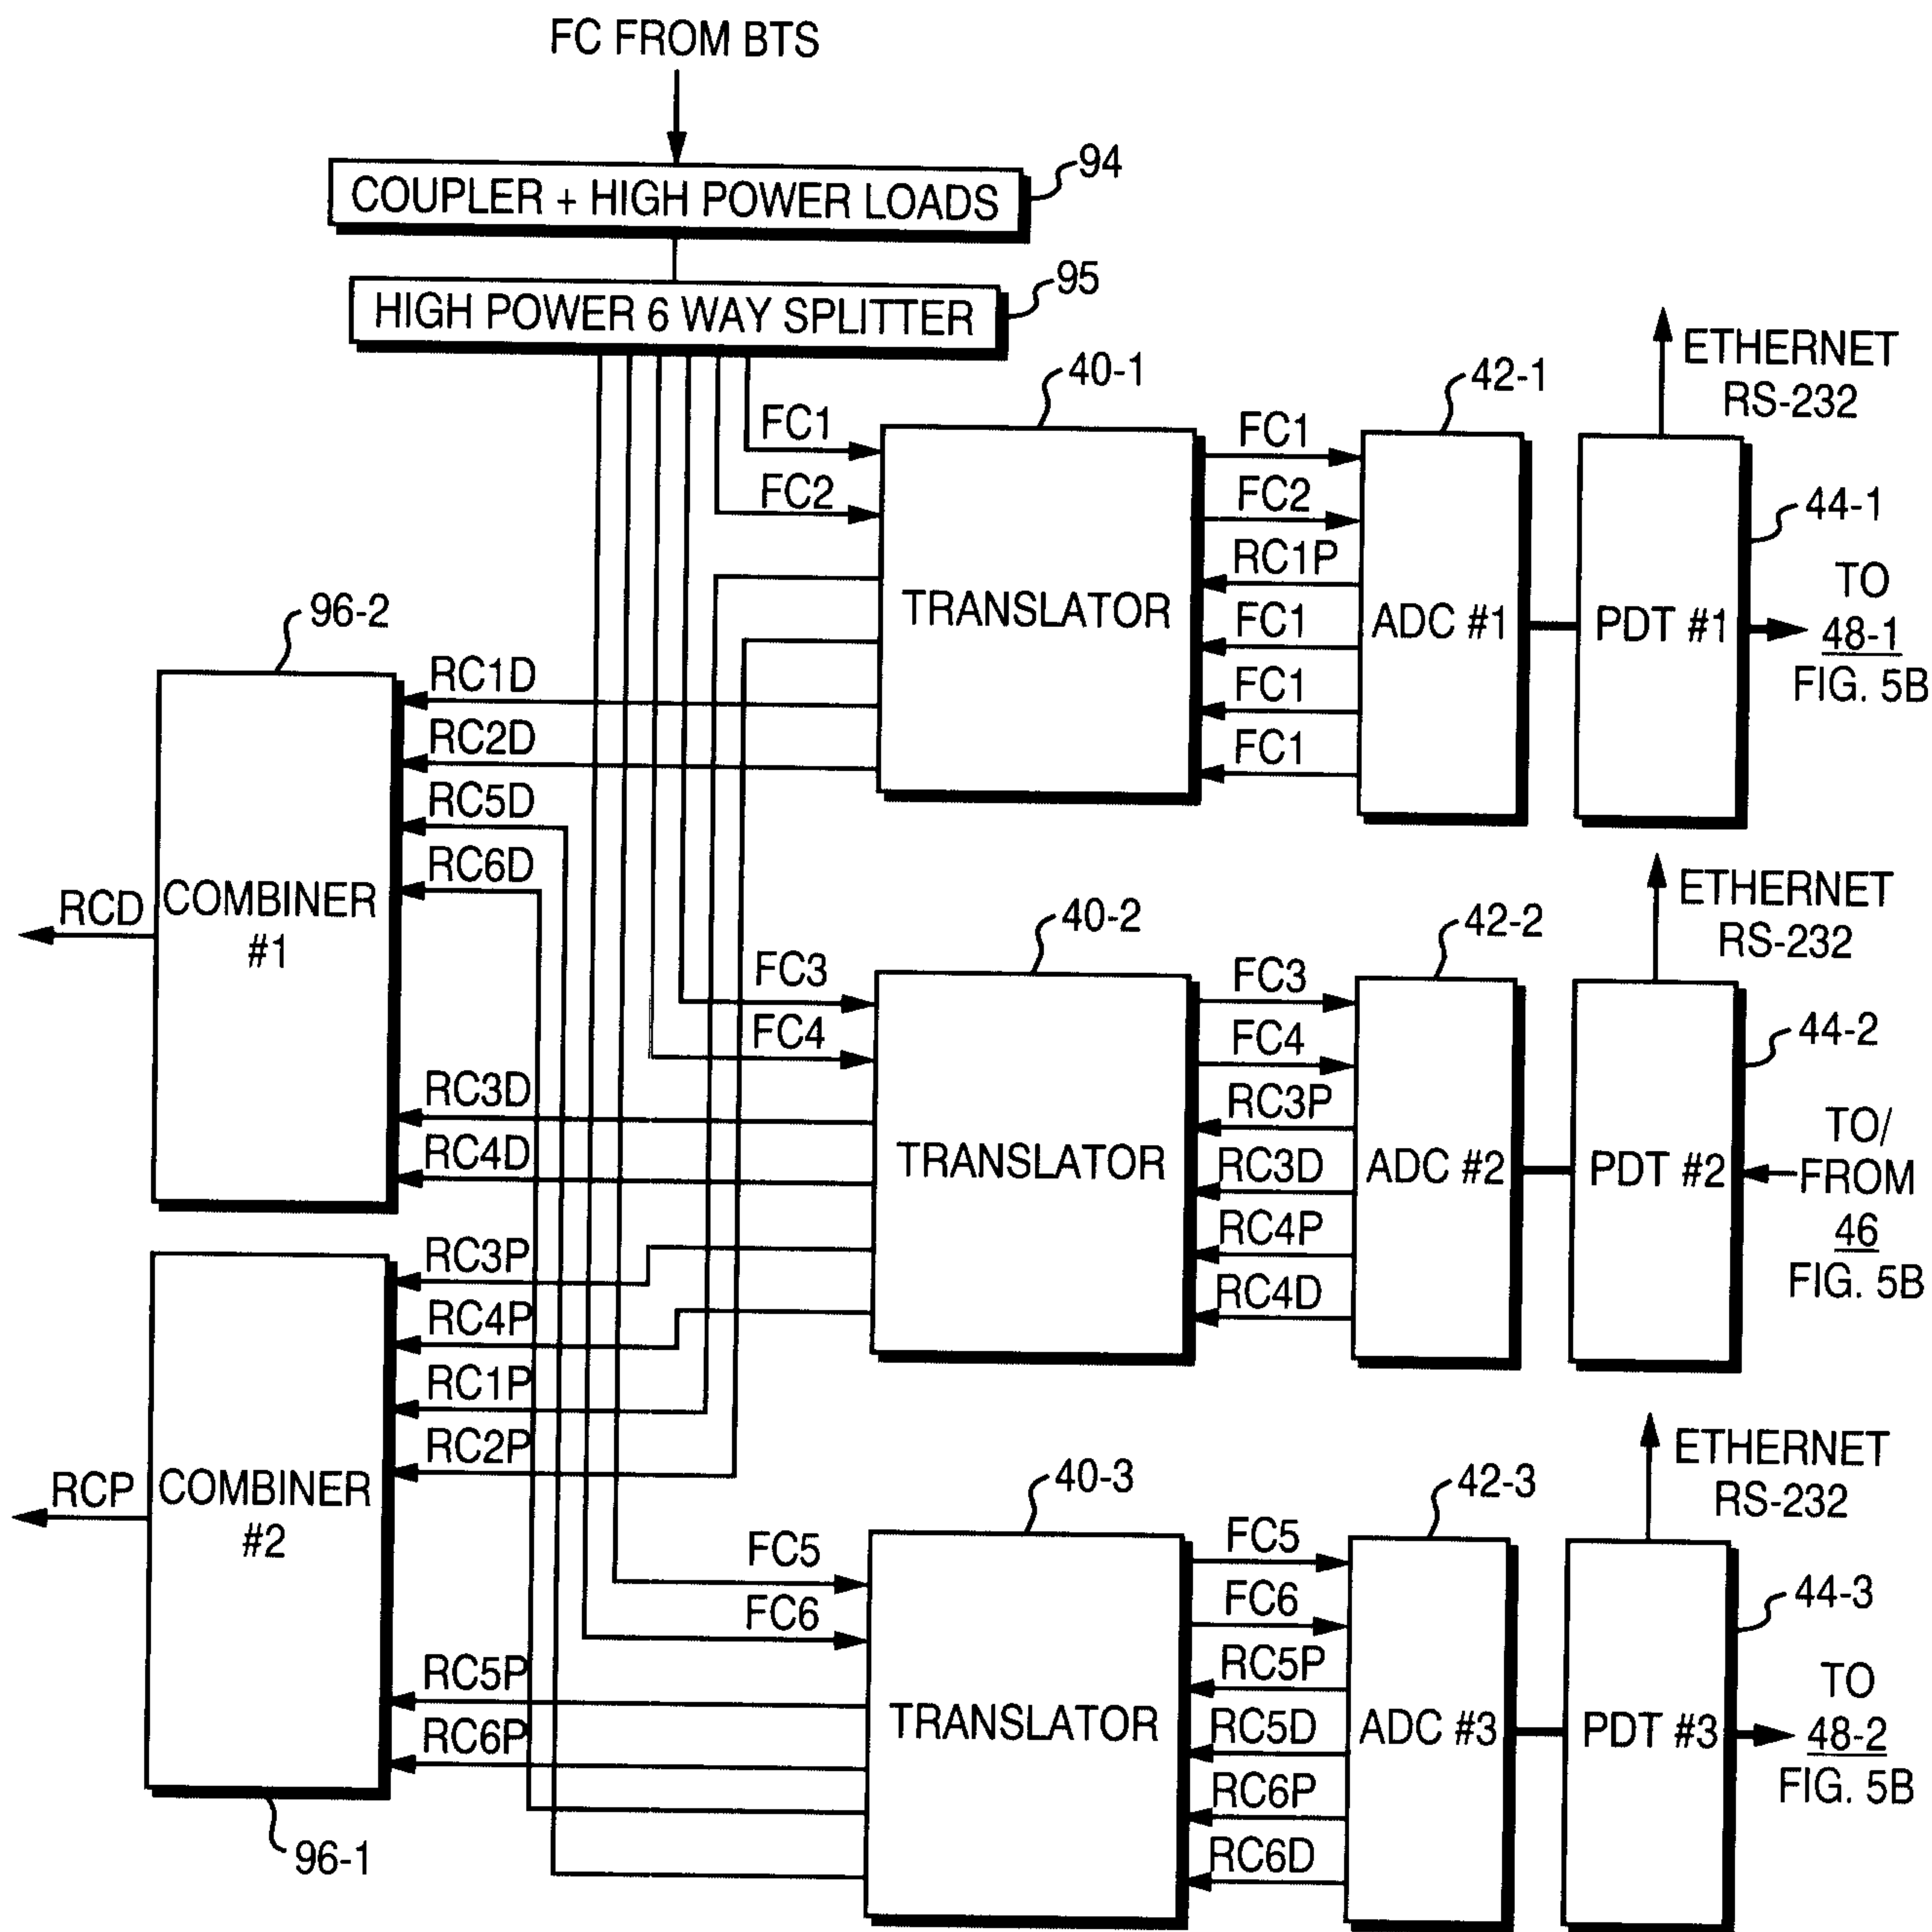 FC FROM BTS
94
COUPLER + HIGH POWER LOADS
95
HIGH POWER 6 WAY SPLITTER
40-1
42-1
ETHERNET
RS-232
FC1
FC2
TRANSLATOR
FC1
FC2
RC1P
FC1
FC1
FC1
ADC #1
PDT #1
44-1
TO
48-1
FIG. 5B
96-2
RC1D
RC2D
RC5D
RC6D
RCD
COMBINER
#1
RC3D
RC4D
40-2
42-2
ETHERNET
RS-232
FC3
FC4
TRANSLATOR
FC3
FC4
RC3P
RC3D
RC4P
RC4D
ADC #2
PDT #2
44-2
TO/
FROM
46
FIG. 5B
RC3P
RC4P
RC1P
RC2P
RCP
COMBINER
#2
RC5P
RC6P
96-1
40-3
42-3
ETHERNET
RS-232
FC5
FC6
TRANSLATOR
FC5
FC6
RC5P
RC5D
RC6P
RC6D
ADC #3
PDT #3
44-3
TO
48-2
FIG. 5B